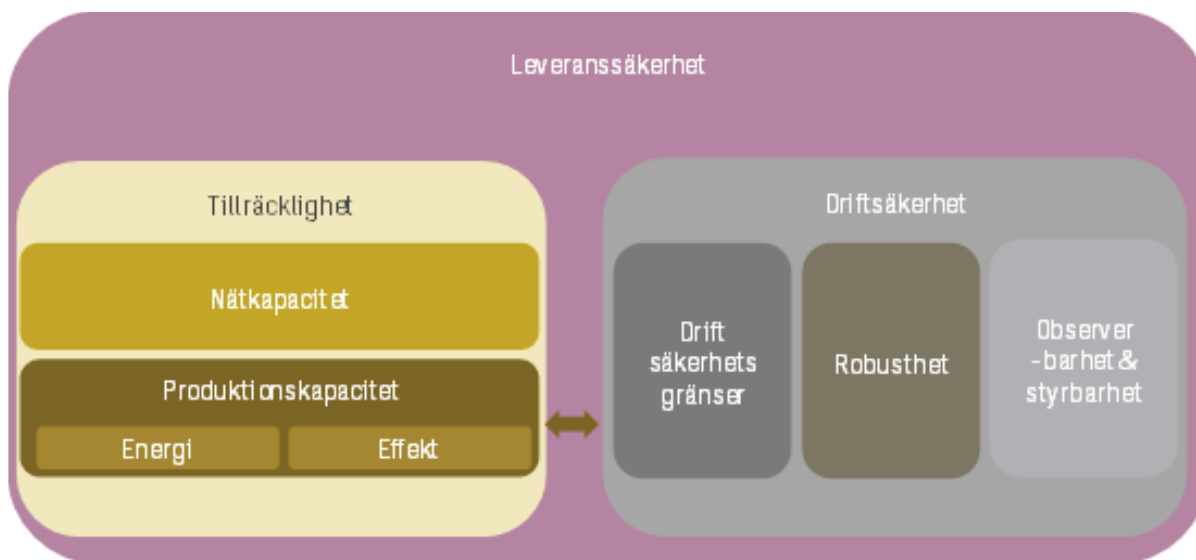 Leveranssäkerhet
Tillräcklighet
Nätkapacitet
Produktionskapacitet
Energi
Effekt
Driftsäkerhet
Drift
säkerhets
gränser
Robusthet
Observer
-barhet &
styrbarhet